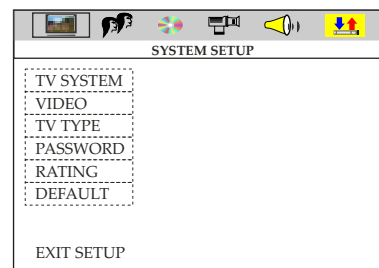 SYSTEM SETUP
TV SYSTEM
VIDEO
TV TYPE
PASSWORD
RATING
DEFAULT
EXIT SETUP